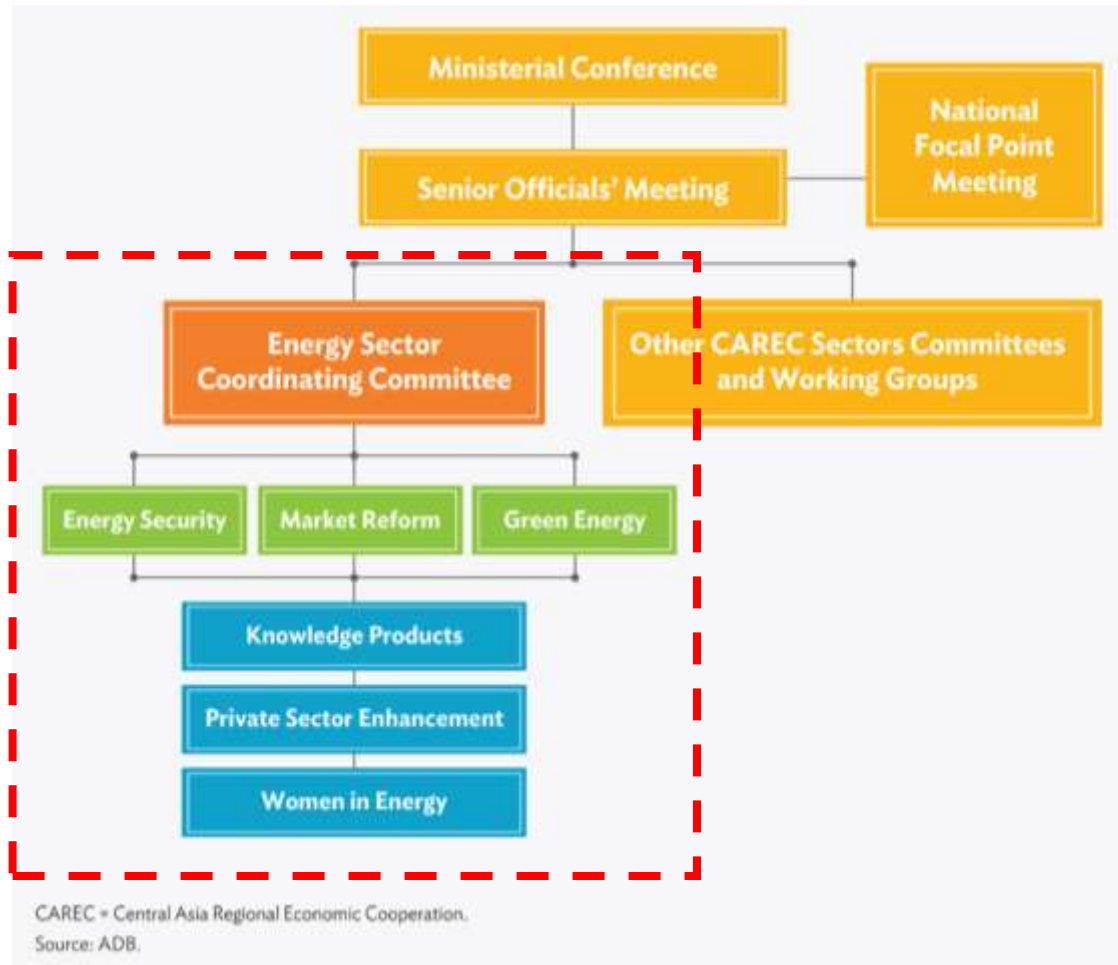 Ministerial Conference
National
Focal Point
Meeting
Senior Officials' Meeting
Energy Sector
Coordinating Committee
Other CAREC Sectors Committees
and Working Groups
Energy Security
Market Reform
Green Energy
Knowledge Products
Private Sector Enhancement
Women in Energy
CAREC = Central Asia Regional Economic Cooperation.
Source: ADB.